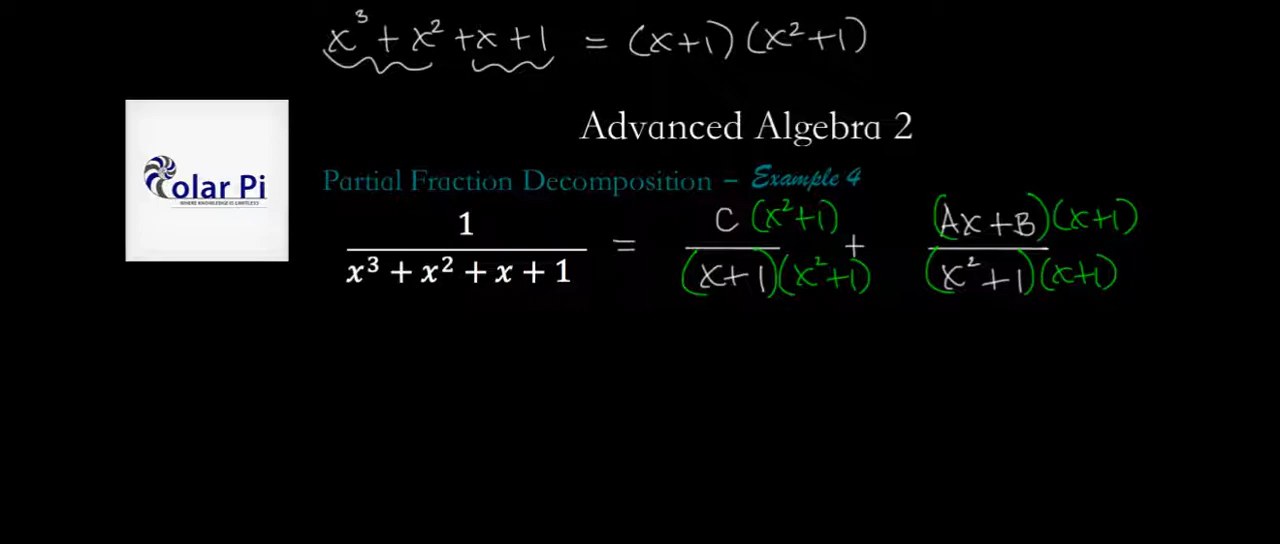 x³ + x² + x + 1 = (x+1)(x²+1)
Advanced Algebra 2
olar Pi
WHERE KNOWLEDGE IS LIMITLESS
Partial Fraction Decomposition – Example 4
1 C (x²+1) (Ax+B)(x+1)
= +
x³ + x² + x + 1 (x+1)(x²+1) (x²+1)(x+1)